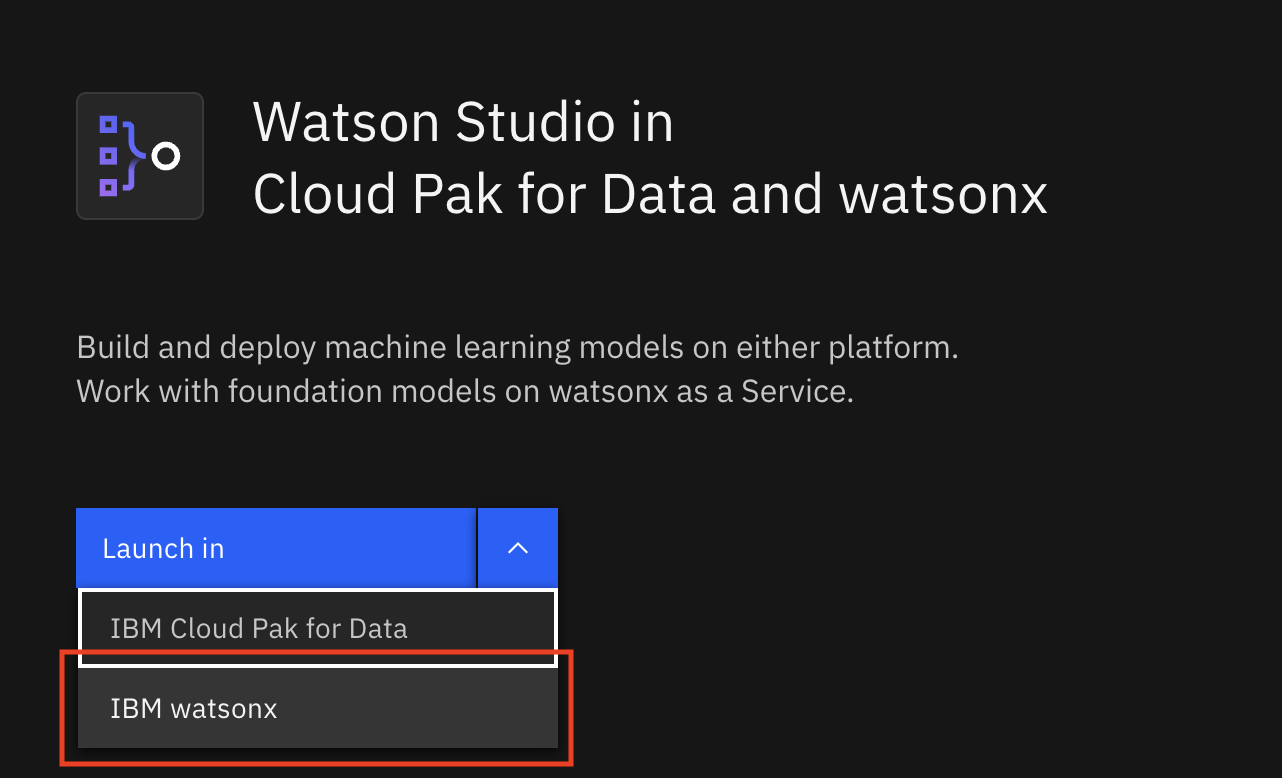 Watson Studio in
Cloud Pak for Data and watsonx
Build and deploy machine learning models on either platform.
Work with foundation models on watsonx as a Service.
Launch in
IBM Cloud Pak for Data
IBM watsonx